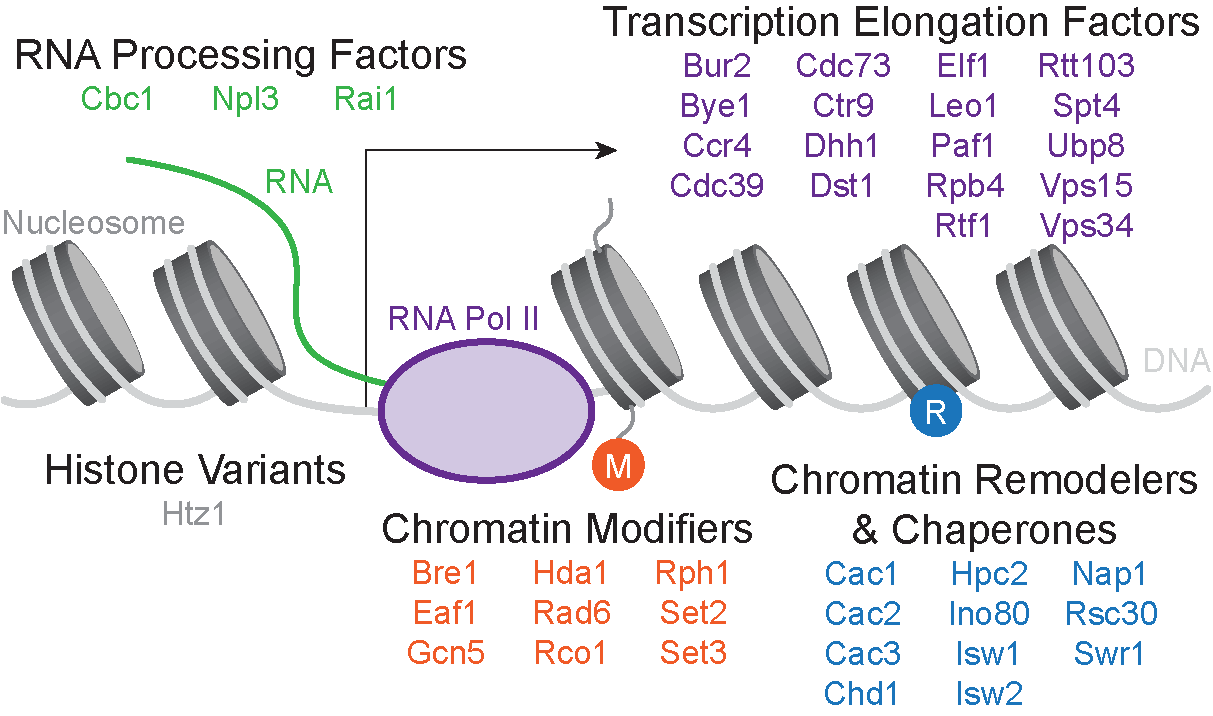 Transcription Elongation Factors
Bur2 Cdc73 Elf1 Rtt103
Bye1 Ctr9 Leo1 Spt4
Ccr4 Dhh1 Paf1 Ubp8
Cdc39 Dst1 Rpb4 Vps15
Rtf1 Vps34
RNA Processing Factors
Cbc1 Npl3 Rai1
RNA
Nucleosome
RNA Pol II
DNA
R
M
Histone Variants
Htz1
Chromatin Modifiers
Bre1 Hda1 Rph1
Eaf1 Rad6 Set2
Gcn5 Rco1 Set3
Chromatin Remodelers
& Chaperones
Cac1 Hpc2 Nap1
Cac2 Ino80 Rsc30
Cac3 Isw1 Swr1
Chd1 Isw2